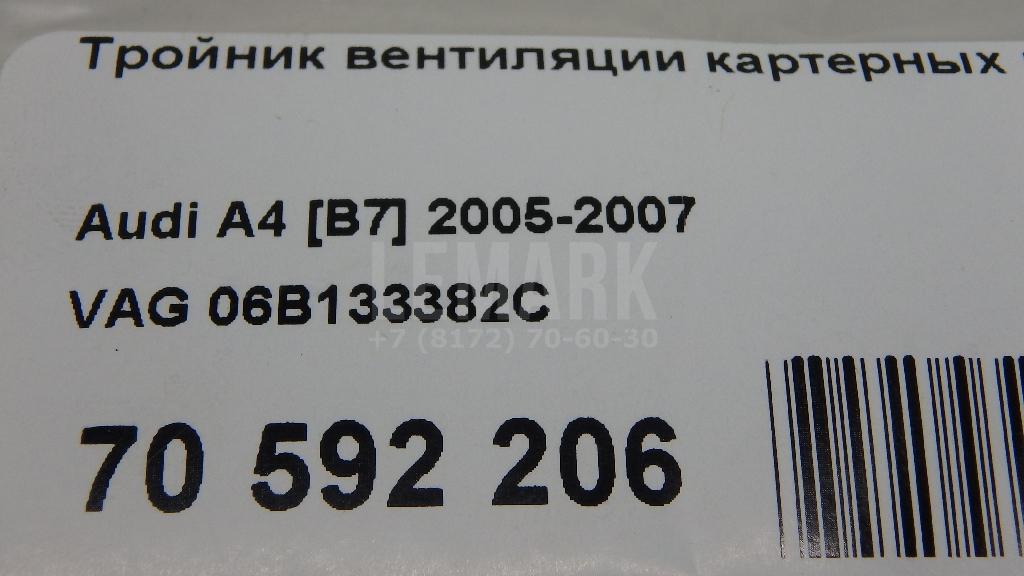 Тройник вентиляции картерных
Audi A4 [B7] 2005-2007
LEMARK
VAG 06B133382C
+7 (8172) 70-60-30
70 592 206